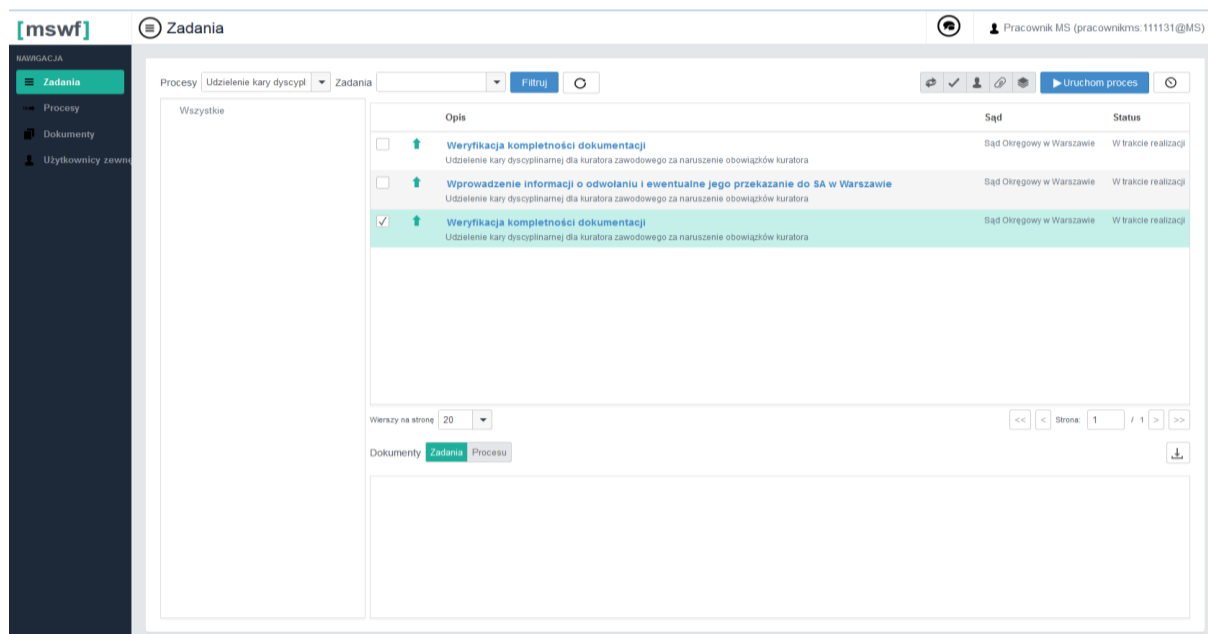 [mswf]
Zadania
Pracownik MS (pracownikms:111131@MS)
NAWIGACJA
Zadania
Procesy
Dokumenty
Użytkownicy zewnę
Procesy Udzielenie kary dyscypl Zadania Filtruj
Uruchom proces
Wszystkie
Opis Sąd Status
Weryfikacja kompletności dokumentacji Sąd Okręgowy w Warszawie W trakcie realizacji
Udzielenie kary dyscyplinarnej dla kuratora zawodowego za naruszenie obowiązków kuratora
Wprowadzenie informacji o odwołaniu i ewentualne jego przekazanie do SA w Warszawie Sąd Okręgowy w Warszawie W trakcie realizacji
Udzielenie kary dyscyplinarnej dla kuratora zawodowego za naruszenie obowiązków kuratora
Weryfikacja kompletności dokumentacji Sąd Okręgowy w Warszawie W trakcie realizacji
Udzielenie kary dyscyplinarnej dla kuratora zawodowego za naruszenie obowiązków kuratora
Wierszy na stronę 20 << < Strona: 1 / 1 > >>
Dokumenty Zadania Procesu